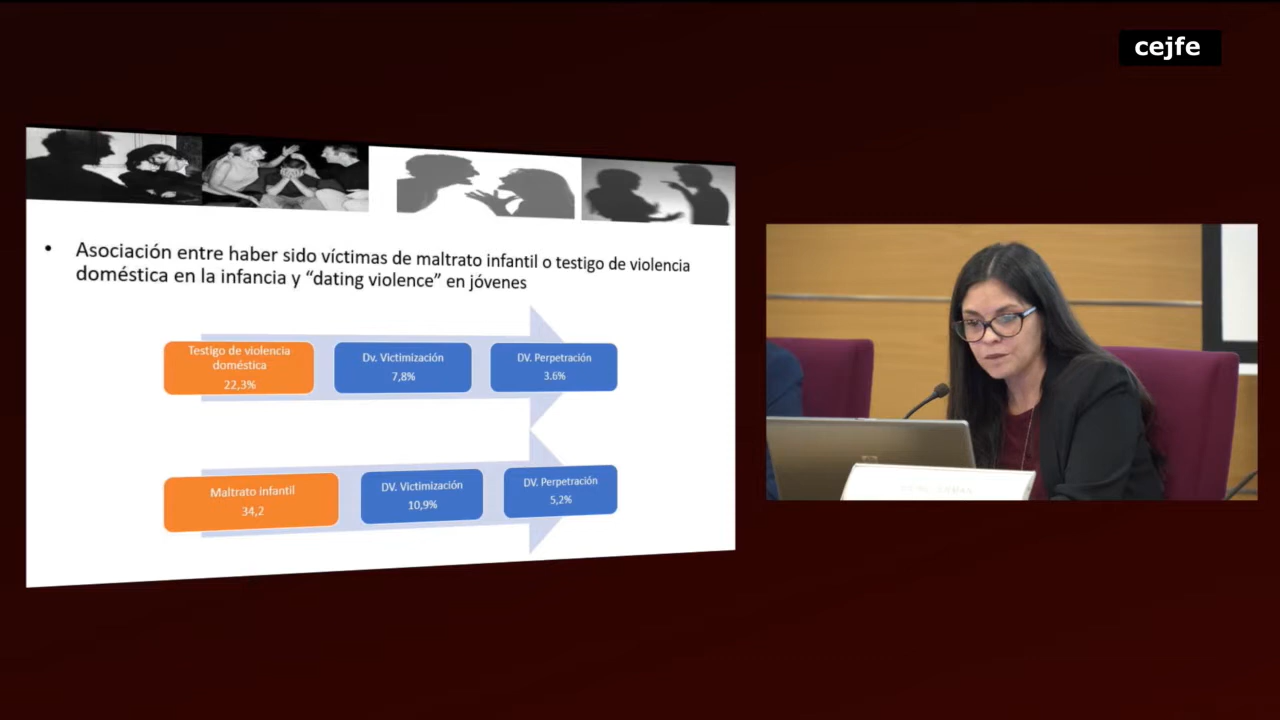 cejfe
• Asociación entre haber sido víctimas de maltrato infantil o testigo de violencia
doméstica en la infancia y “dating violence” en jóvenes
Testigo de violencia
doméstica
22,3%
Dv. Victimización
7,8%
DV. Perpetración
3.6%
Maltrato infantil
34,2
DV. Victimización
10,9%
DV. Perpetración
5,2%